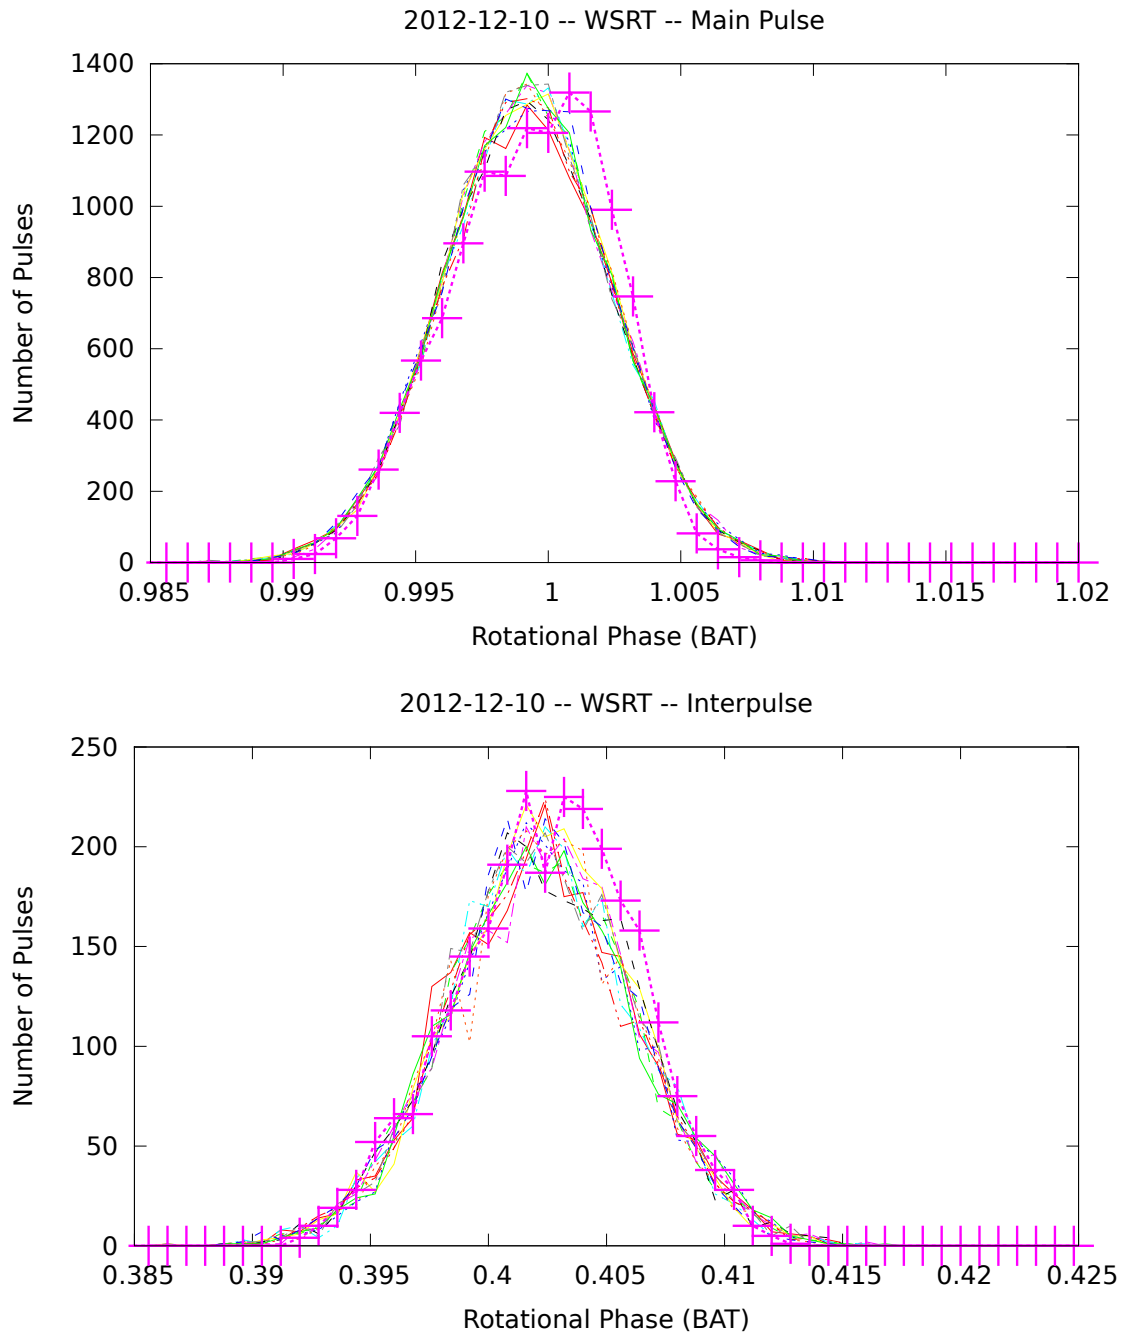 2012-12-10 -- WSRT -- Main Pulse
1400
1200
1000
800
600
400
200
0
Number of Pulses
0.985 0.99 0.995 1 1.005 1.01 1.015 1.02
Rotational Phase (BAT)
2012-12-10 -- WSRT -- Interpulse
250
200
150
100
50
0
Number of Pulses
0.385 0.39 0.395 0.4 0.405 0.41 0.415 0.42 0.425
Rotational Phase (BAT)